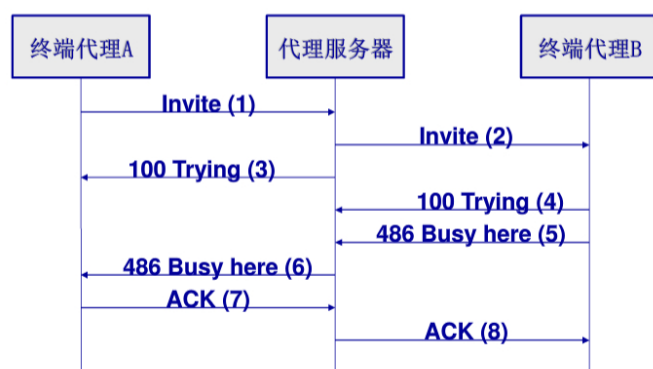 终端代理A
代理服务器
终端代理B
Invite (1)
Invite (2)
100 Trying (3)
100 Trying (4)
486 Busy here (5)
486 Busy here (6)
ACK (7)
ACK (8)